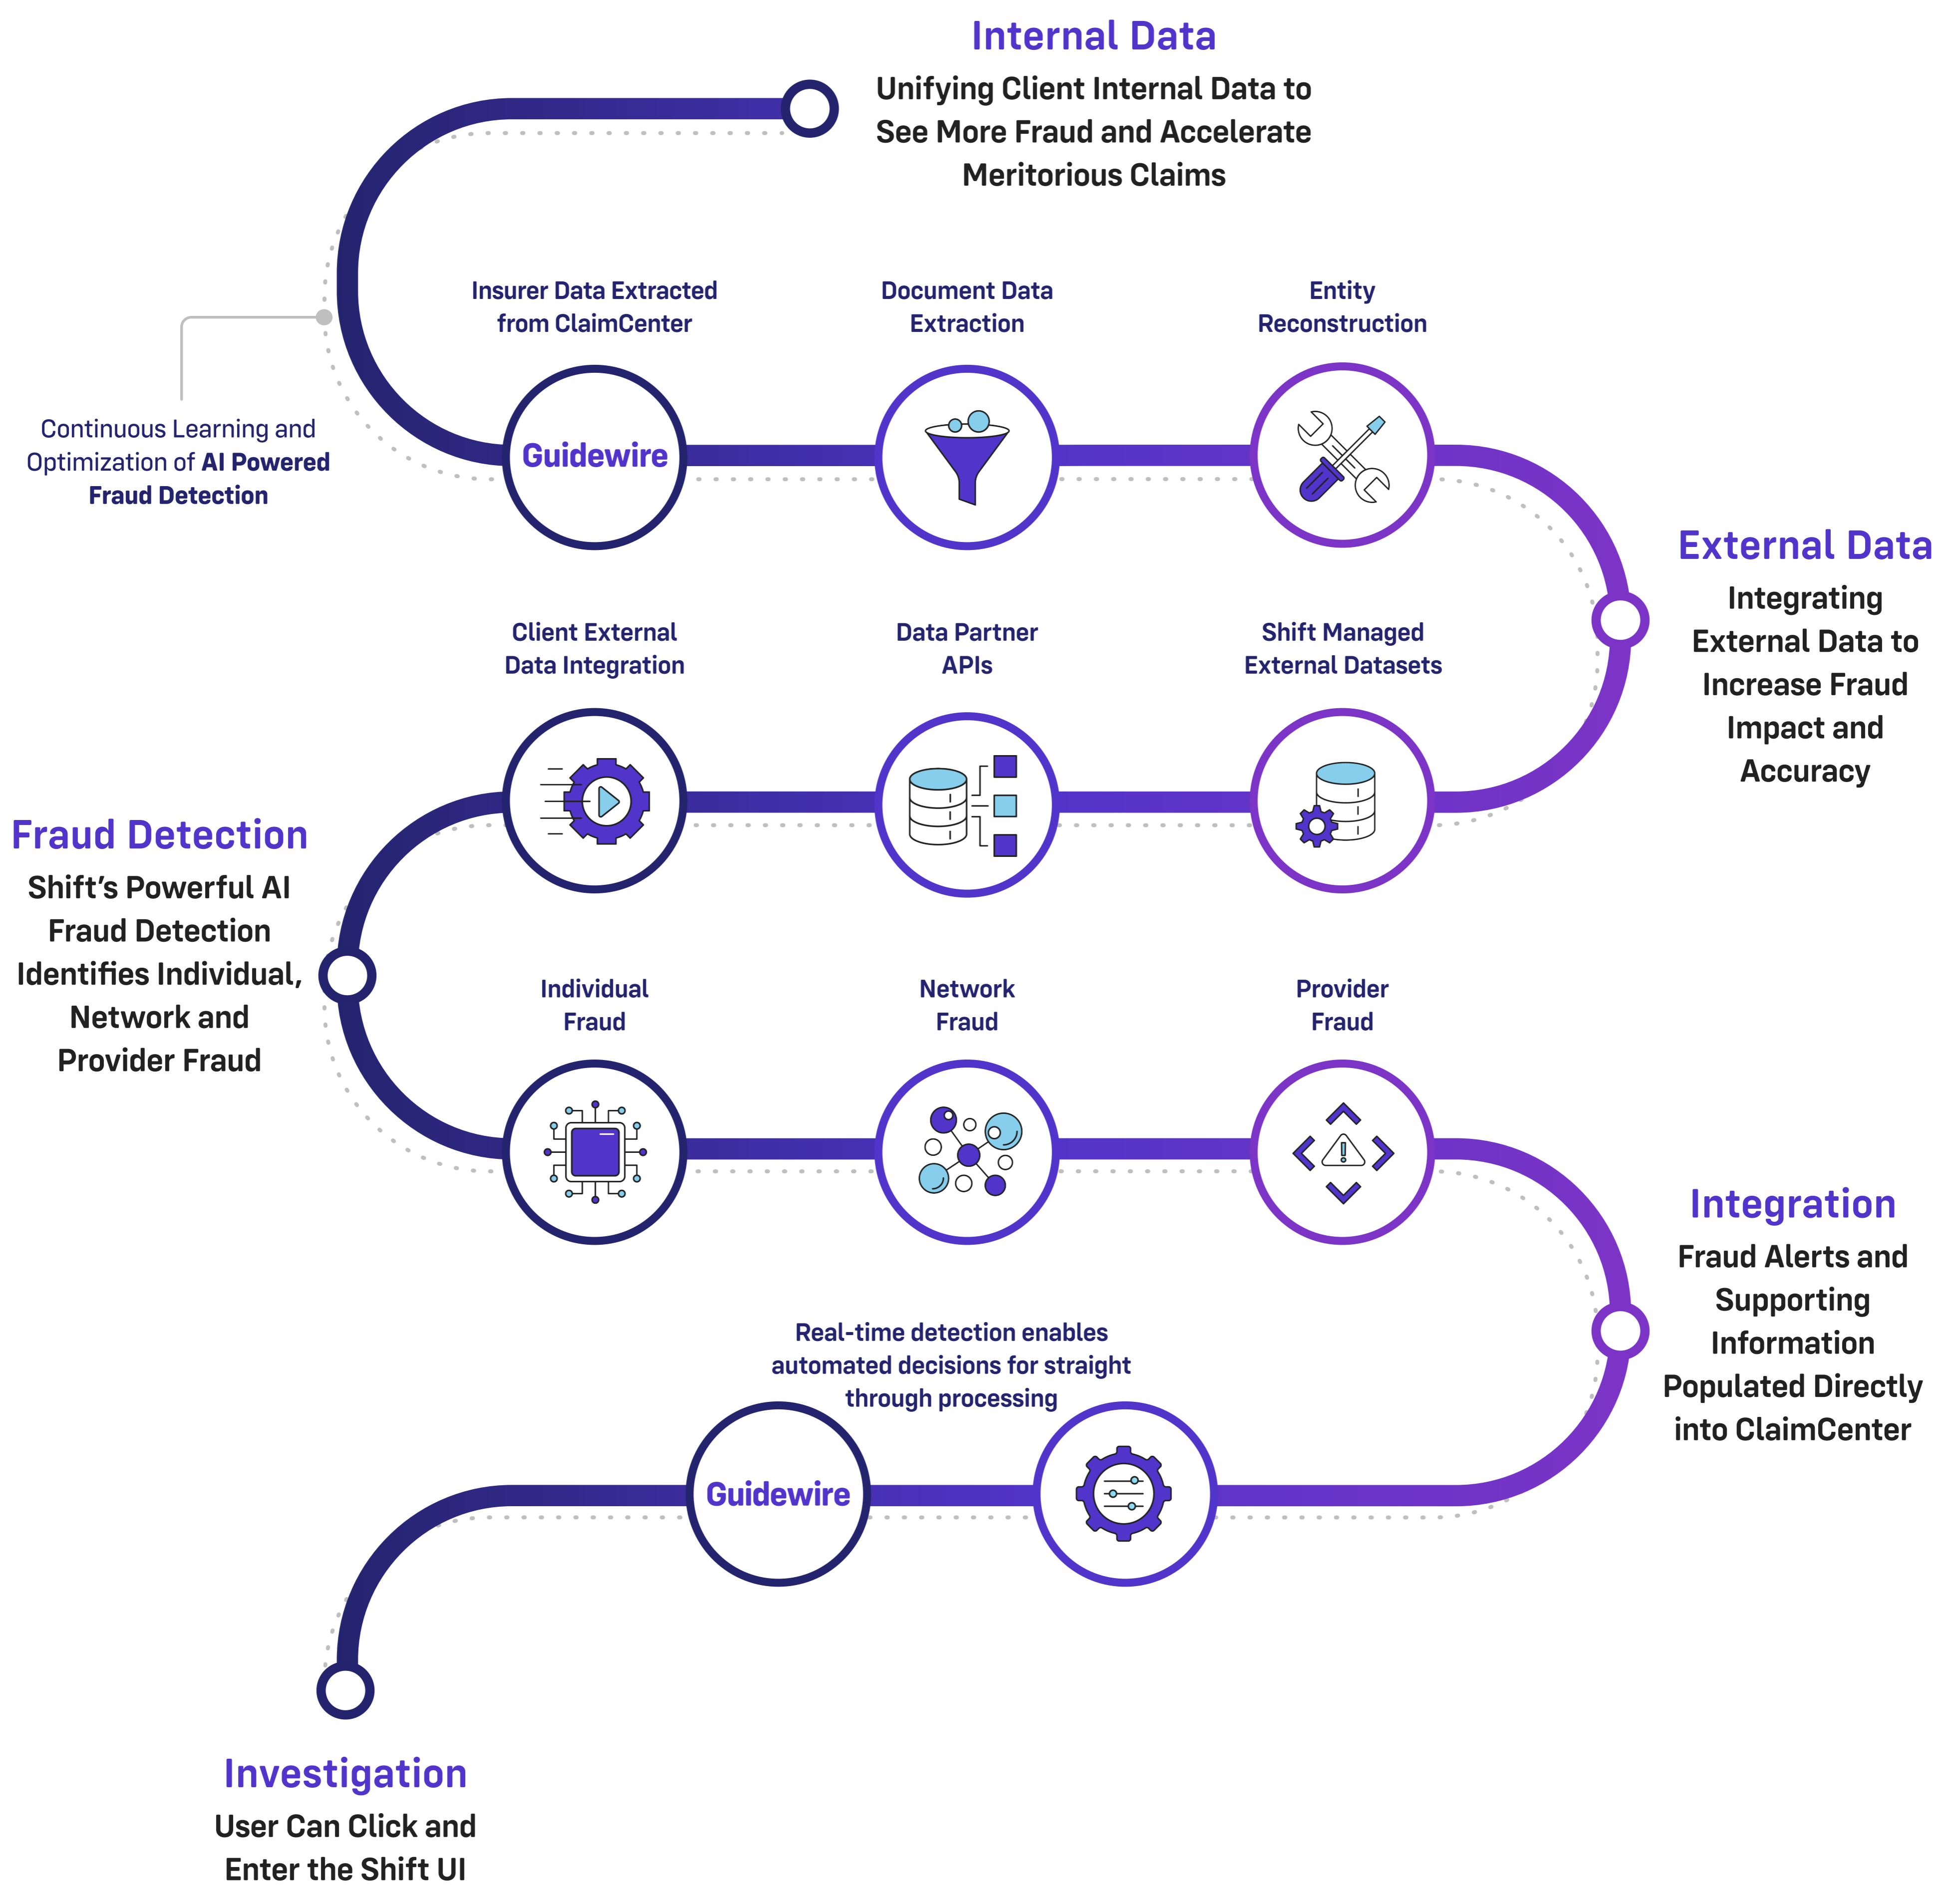 Internal Data
Unifying Client Internal Data to
See More Fraud and Accelerate
Meritorious Claims
Insurer Data Extracted
from ClaimCenter
Document Data
Extraction
Entity
Reconstruction
Continuous Learning and
Optimization of AI Powered
Fraud Detection
Guidewire
External Data
Integrating
External Data to
Increase Fraud
Impact and
Accuracy
Client External
Data Integration
Data Partner
APIs
Shift Managed
External Datasets
Fraud Detection
Shift’s Powerful AI
Fraud Detection
Identifies Individual,
Network and
Provider Fraud
Individual
Fraud
Network
Fraud
Provider
Fraud
Integration
Fraud Alerts and
Supporting
Information
Populated Directly
into ClaimCenter
Real-time detection enables
automated decisions for straight
through processing
Guidewire
Investigation
User Can Click and
Enter the Shift UI